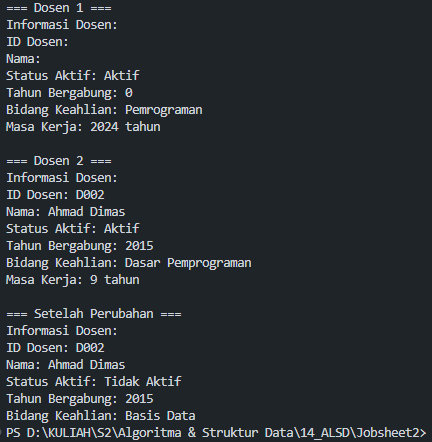 === Dosen 1 ===
Informasi Dosen:
ID Dosen:
Nama:
Status Aktif: Aktif
Tahun Bergabung: 0
Bidang Keahlian: Pemrograman
Masa Kerja: 2024 tahun

=== Dosen 2 ===
Informasi Dosen:
ID Dosen: D002
Nama: Ahmad Dimas
Status Aktif: Aktif
Tahun Bergabung: 2015
Bidang Keahlian: Dasar Pemprograman
Masa Kerja: 9 tahun

=== Setelah Perubahan ===
Informasi Dosen:
ID Dosen: D002
Nama: Ahmad Dimas
Status Aktif: Tidak Aktif
Tahun Bergabung: 2015
Bidang Keahlian: Basis Data
PS D:\KULIAH\S2\Algoritma & Struktur Data\14_ALSD\Jobsheet2>